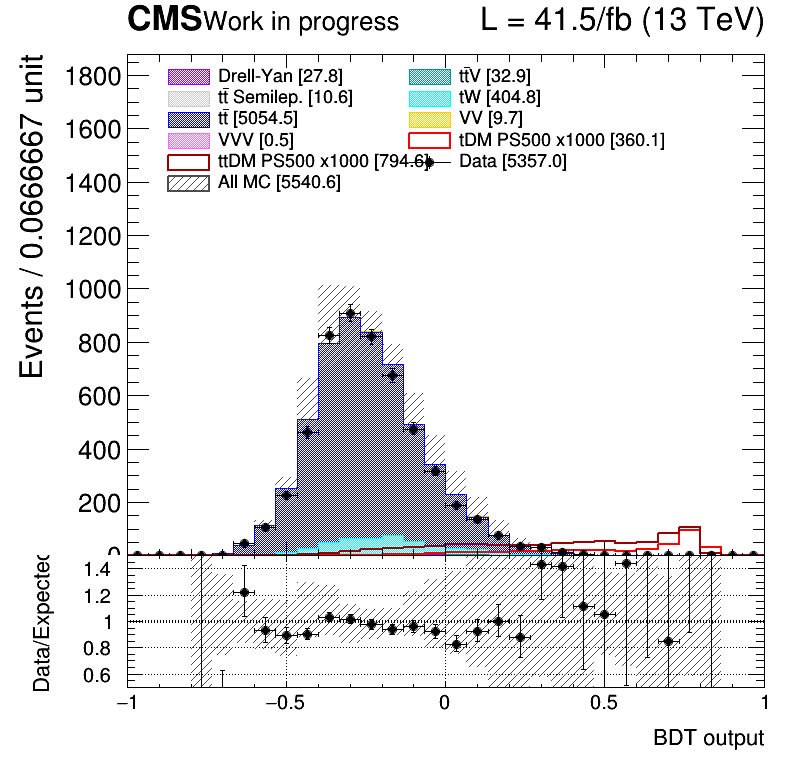 CMS Work in progress L = 41.5/fb (13 TeV)
Events / 0.0666667 unit
1800
1600
1400
1200
1000
800
600
400
200
0
Drell-Yan [27.8] tt̄V [32.9]
tt̄ Semilep. [10.6] tW [404.8]
tt̄ [5054.5] VV [9.7]
VVV [0.5] tDM PS500 x1000 [360.1]
ttDM PS500 x1000 [794.6] Data [5357.0]
All MC [5540.6]
Data/Expected
1.4
1.2
1
0.8
0.6
−1 −0.5 0 0.5 1
BDT output